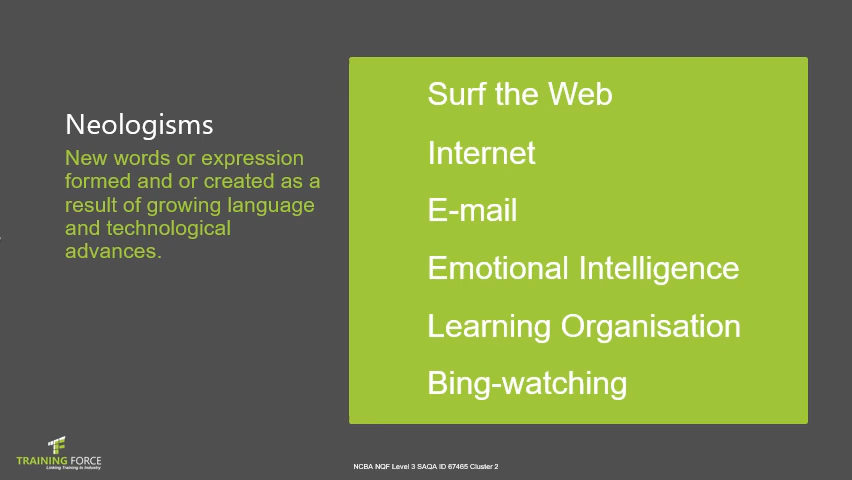 Neologisms
New words or expression
formed and or created as a
result of growing language
and technological
advances.
Surf the Web
Internet
E-mail
Emotional Intelligence
Learning Organisation
Bing-watching
TRAINING FORCE
Linking Training to Industry
NCBA NQF Level 3 SAQA ID 67465 Cluster 2